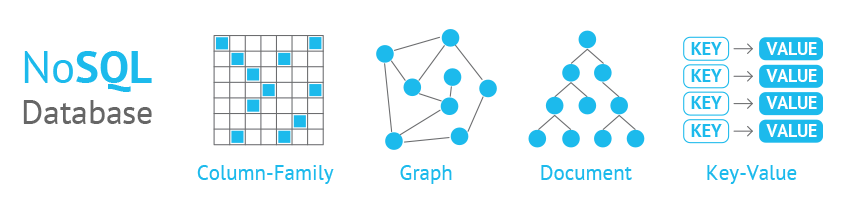 NoSQL
Database
Column-Family
Graph
Document
KEY VALUE
KEY VALUE
KEY VALUE
KEY VALUE
Key-Value